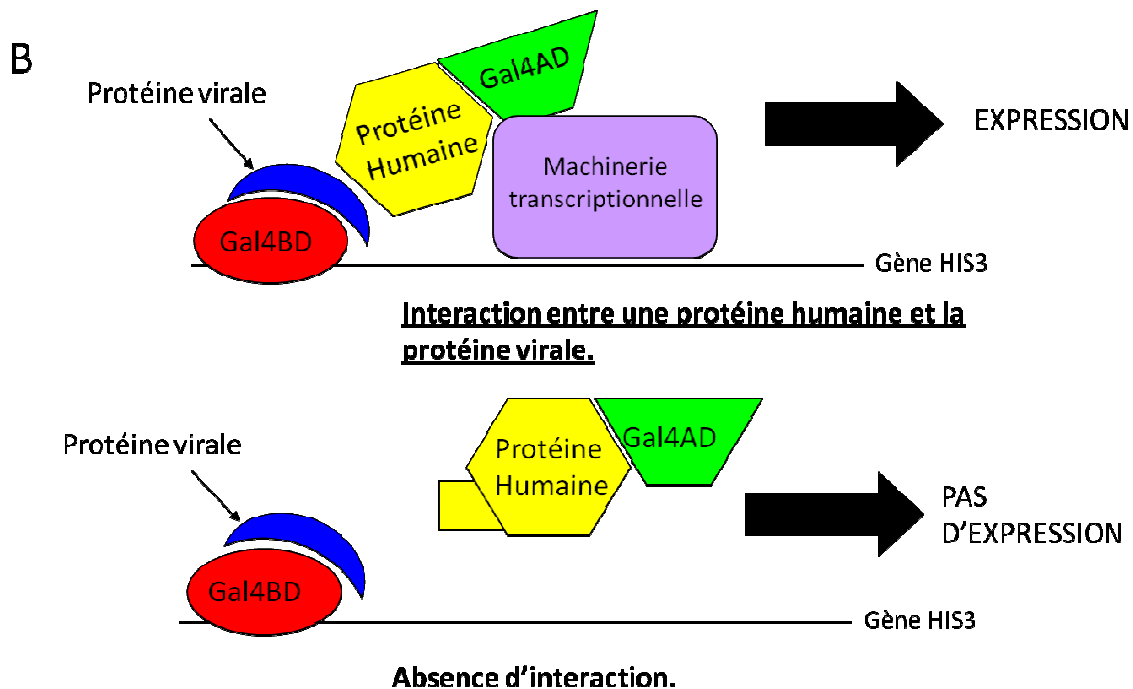 B
Protéine virale
Gal4AD
Protéine
Humaine
Machinerie
transcriptionnelle
EXPRESSION
Gal4BD
Gène HIS3
Interaction entre une protéine humaine et la
protéine virale.
Protéine virale
Protéine
Humaine
Gal4AD
PAS
D'EXPRESSION
Gal4BD
Gène HIS3
Absence d'interaction.